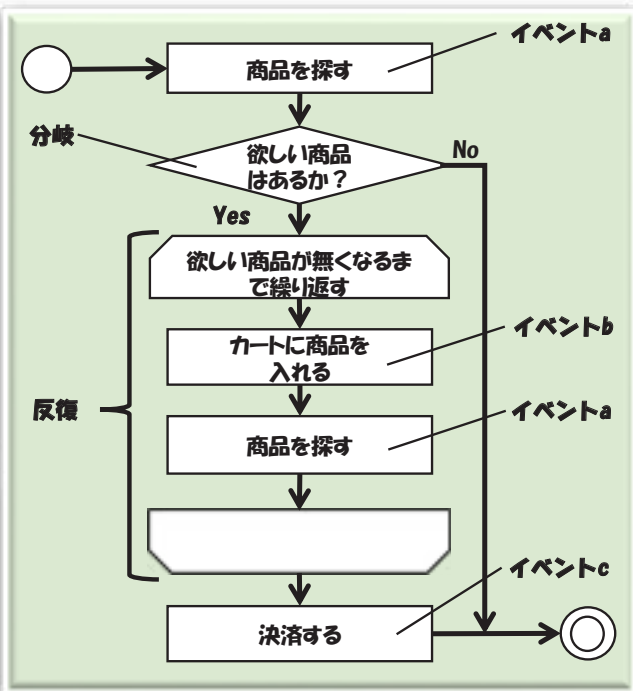 イベントa
商品を探す
分岐
欲しい商品
はあるか？
No
Yes
欲しい商品が無くなるま
で繰り返す
イベントb
カートに商品を
入れる
反復
イベントa
商品を探す
イベントc
決済する